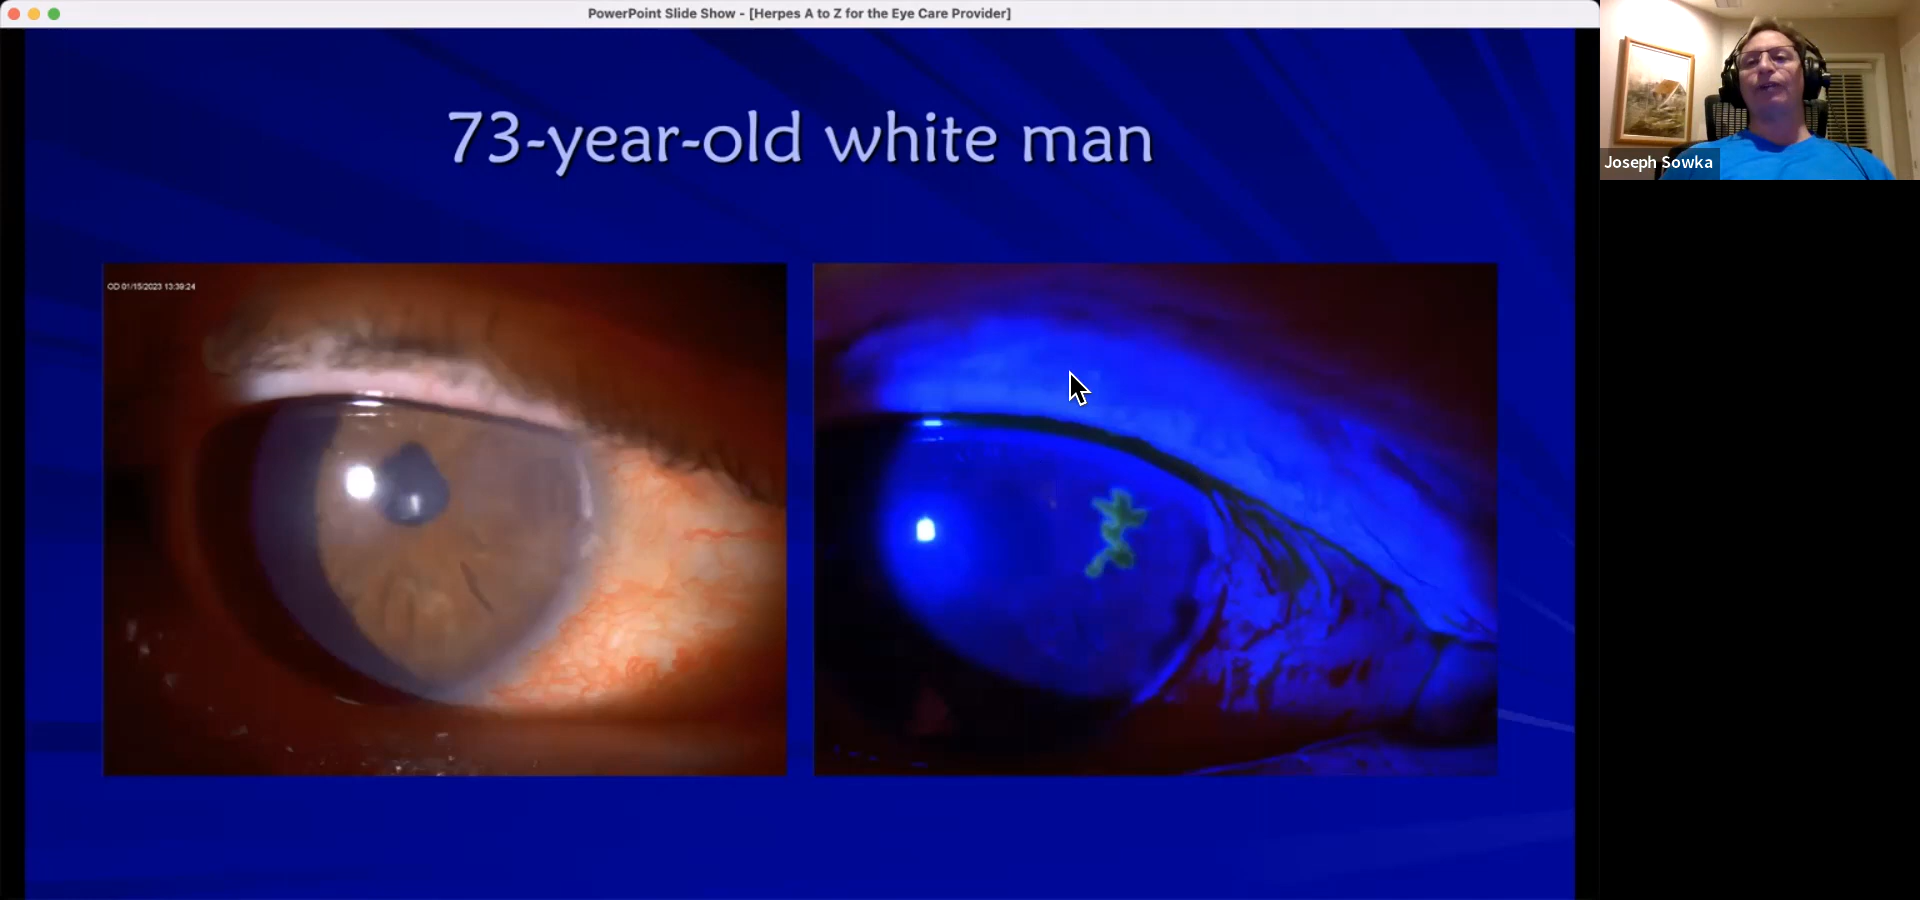 PowerPoint Slide Show - [Herpes A to Z for the Eye Care Provider]
73-year-old white man
OD 01/15/2023 13:39:24
Joseph Sowka